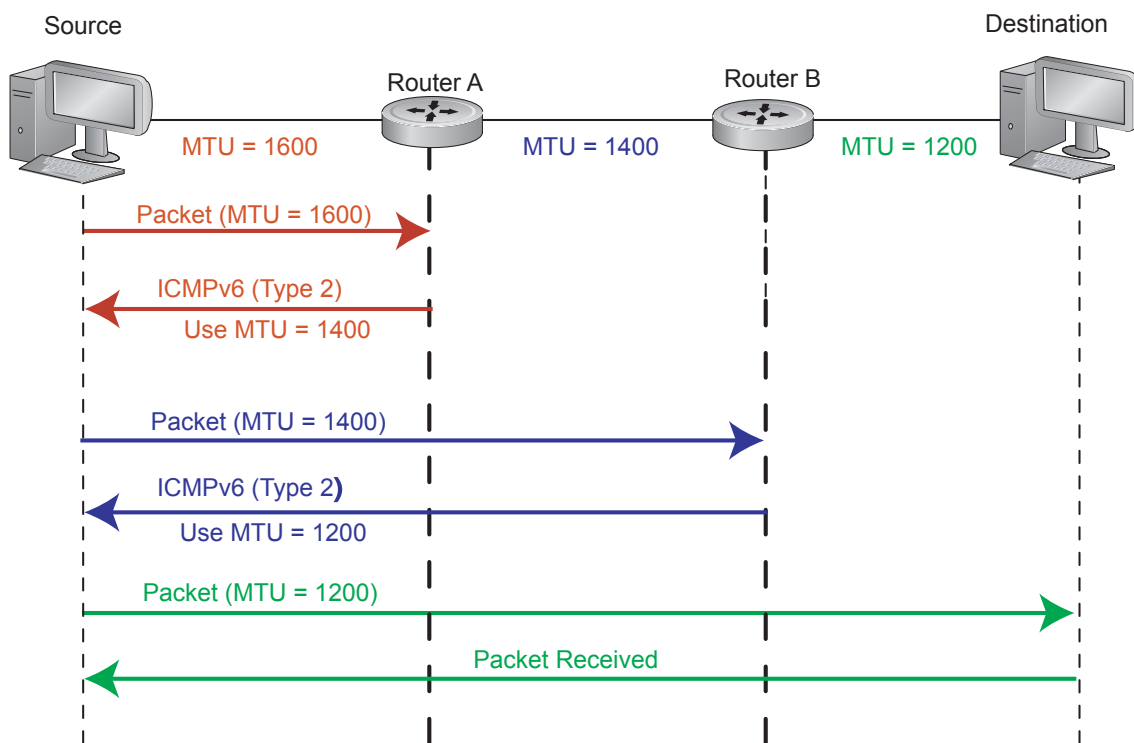 Source
Destination
Router A
Router B
MTU = 1600
MTU = 1400
MTU = 1200
Packet (MTU = 1600)
ICMPv6 (Type 2)
Use MTU = 1400
Packet (MTU = 1400)
ICMPv6 (Type 2)
Use MTU = 1200
Packet (MTU = 1200)
Packet Received